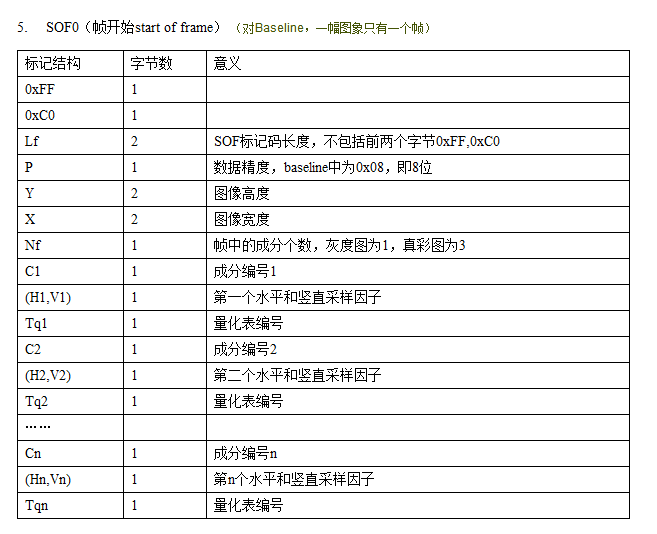 5. SOF0（帧开始start of frame）（对Baseline，一幅图象只有一个帧）
标记结构 字节数 意义
0xFF 1
0xC0 1
Lf 2 SOF标记码长度，不包括前两个字节0xFF,0xC0
P 1 数据精度，baseline中为0x08，即8位
Y 2 图像高度
X 2 图像宽度
Nf 1 帧中的成分个数，灰度图为1，真彩图为3
C1 1 成分编号1
(H1,V1) 1 第一个水平和竖直采样因子
Tq1 1 量化表编号
C2 1 成分编号2
(H2,V2) 1 第二个水平和竖直采样因子
Tq2 1 量化表编号
……
Cn 1 成分编号n
(Hn,Vn) 1 第n个水平和竖直采样因子
Tqn 1 量化表编号